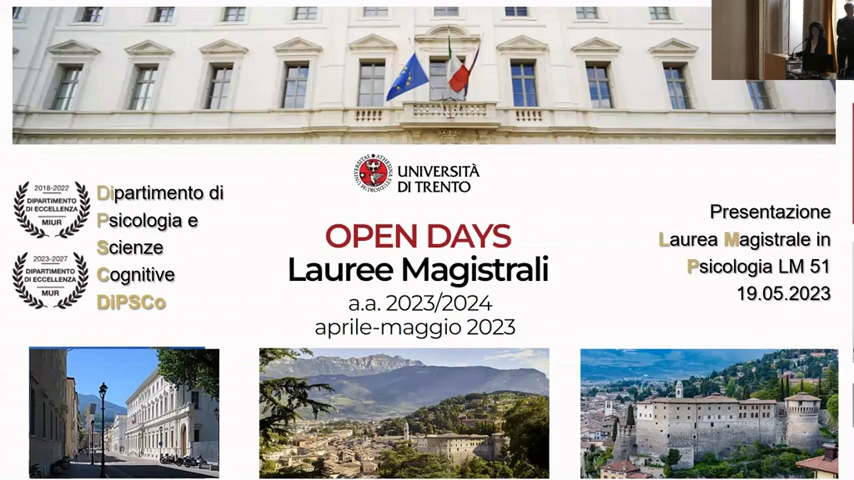 UNIVERSITÀ
DI TRENTO
2018-2022
DIPARTIMENTO
DI ECCELLENZA
MIUR
2023-2027
DIPARTIMENTO
DI ECCELLENZA
MUR
Dipartimento di
Psicologia e
Scienze
Cognitive
DiPSCo
OPEN DAYS
Lauree Magistrali
a.a. 2023/2024
aprile-maggio 2023
Presentazione
Laurea Magistrale in
Psicologia LM 51
19.05.2023